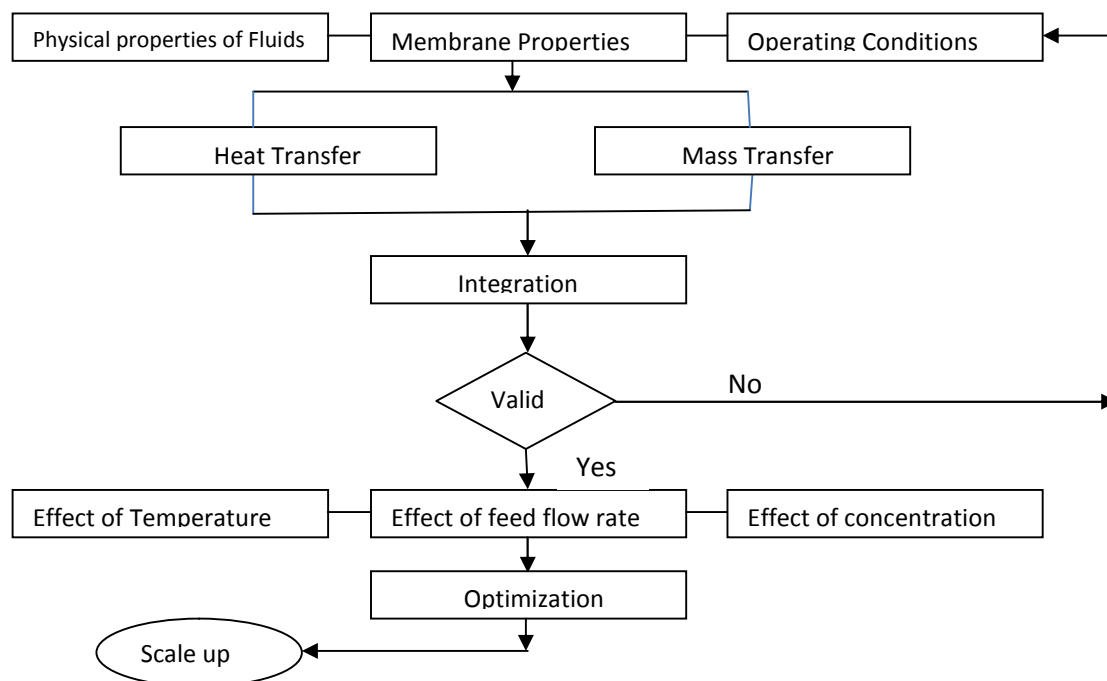 Physical properties of Fluids
Membrane Properties
Operating Conditions
Heat Transfer
Mass Transfer
Integration
Valid
No
Yes
Effect of Temperature
Effect of feed flow rate
Effect of concentration
Optimization
Scale up